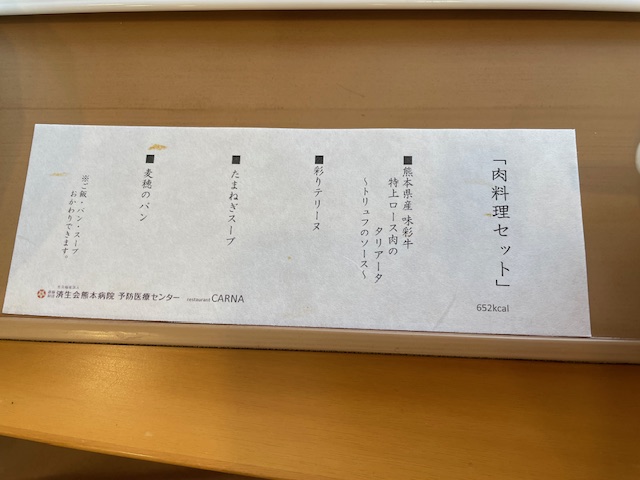 「肉料理セット」
652kcal
■熊本県産 味彩牛
特上ロース肉の
タリアータ
～トリュフのソース～
■彩りテリーヌ
■たまねぎスープ
■麦穂のパン
※ご飯・パン・スープ
おかわりできます。
済生会熊本病院 予防医療センター restaurant CARNA